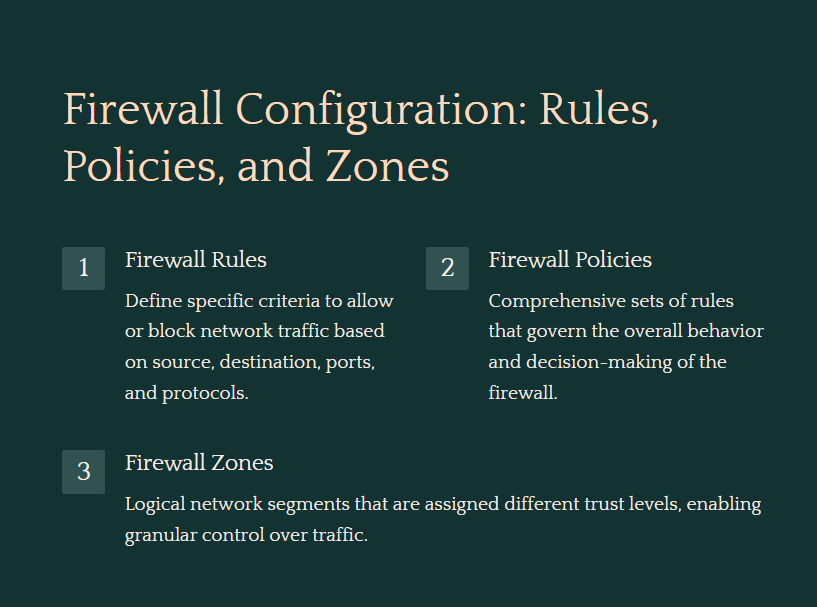 Firewall Configuration: Rules,
Policies, and Zones
1
Firewall Rules
Define specific criteria to allow
or block network traffic based
on source, destination, ports,
and protocols.
2
Firewall Policies
Comprehensive sets of rules
that govern the overall behavior
and decision-making of the
firewall.
3
Firewall Zones
Logical network segments that are assigned different trust levels, enabling
granular control over traffic.